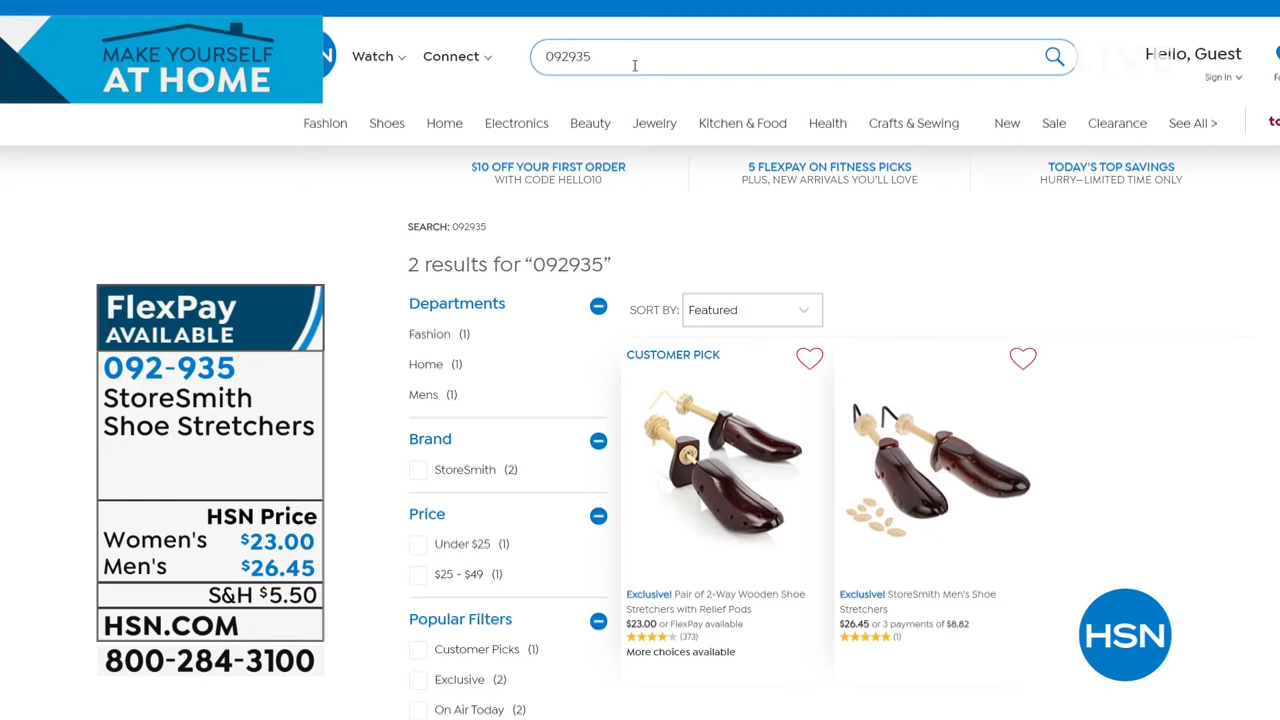 MAKE YOURSELF
AT HOME
N
Watch
Connect
092935
LIVE
Hello, Guest
Sign In
Fa
Fashion
Shoes
Home
Electronics
Beauty
Jewelry
Kitchen & Food
Health
Crafts & Sewing
New
Sale
Clearance
See All >
$10 OFF YOUR FIRST ORDER
WITH CODE HELLO10
5 FLEXPAY ON FITNESS PICKS
PLUS, NEW ARRIVALS YOU'LL LOVE
TODAY'S TOP SAVINGS
HURRY—LIMITED TIME ONLY
SEARCH: 092935
2 results for “092935”
FlexPay
AVAILABLE
092-935
StoreSmith
Shoe Stretchers
HSN Price
Women's $23.00
Men's $26.45
S&H $5.50
HSN.COM
800-284-3100
Departments
Fashion (1)
Home (1)
Mens (1)
Brand
StoreSmith (2)
Price
Under $25 (1)
$25 - $49 (1)
Popular Filters
Customer Picks (1)
Exclusive (2)
On Air Today (2)
SORT BY: Featured
CUSTOMER PICK
Exclusive! Pair of 2-Way Wooden Shoe
Stretchers with Relief Pods
$23.00 or FlexPay available
(373)
More choices available
Exclusive! StoreSmith Men's Shoe
Stretchers
$26.45 or 3 payments of $8.82
(1)
HSN